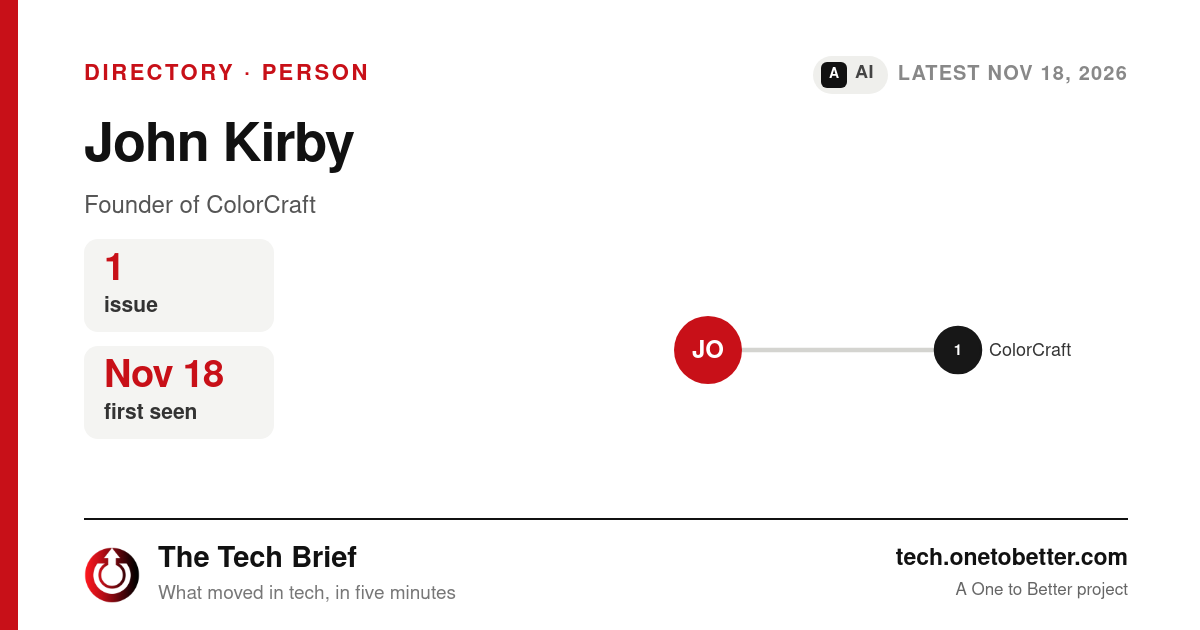 DIRECTORY · PERSON
A AI LATEST NOV 18, 2026
John Kirby
Founder of ColorCraft
1
issue
Nov 18
first seen
JO
1 ColorCraft
The Tech Brief
What moved in tech, in five minutes
tech.onetobetter.com
A One to Better project